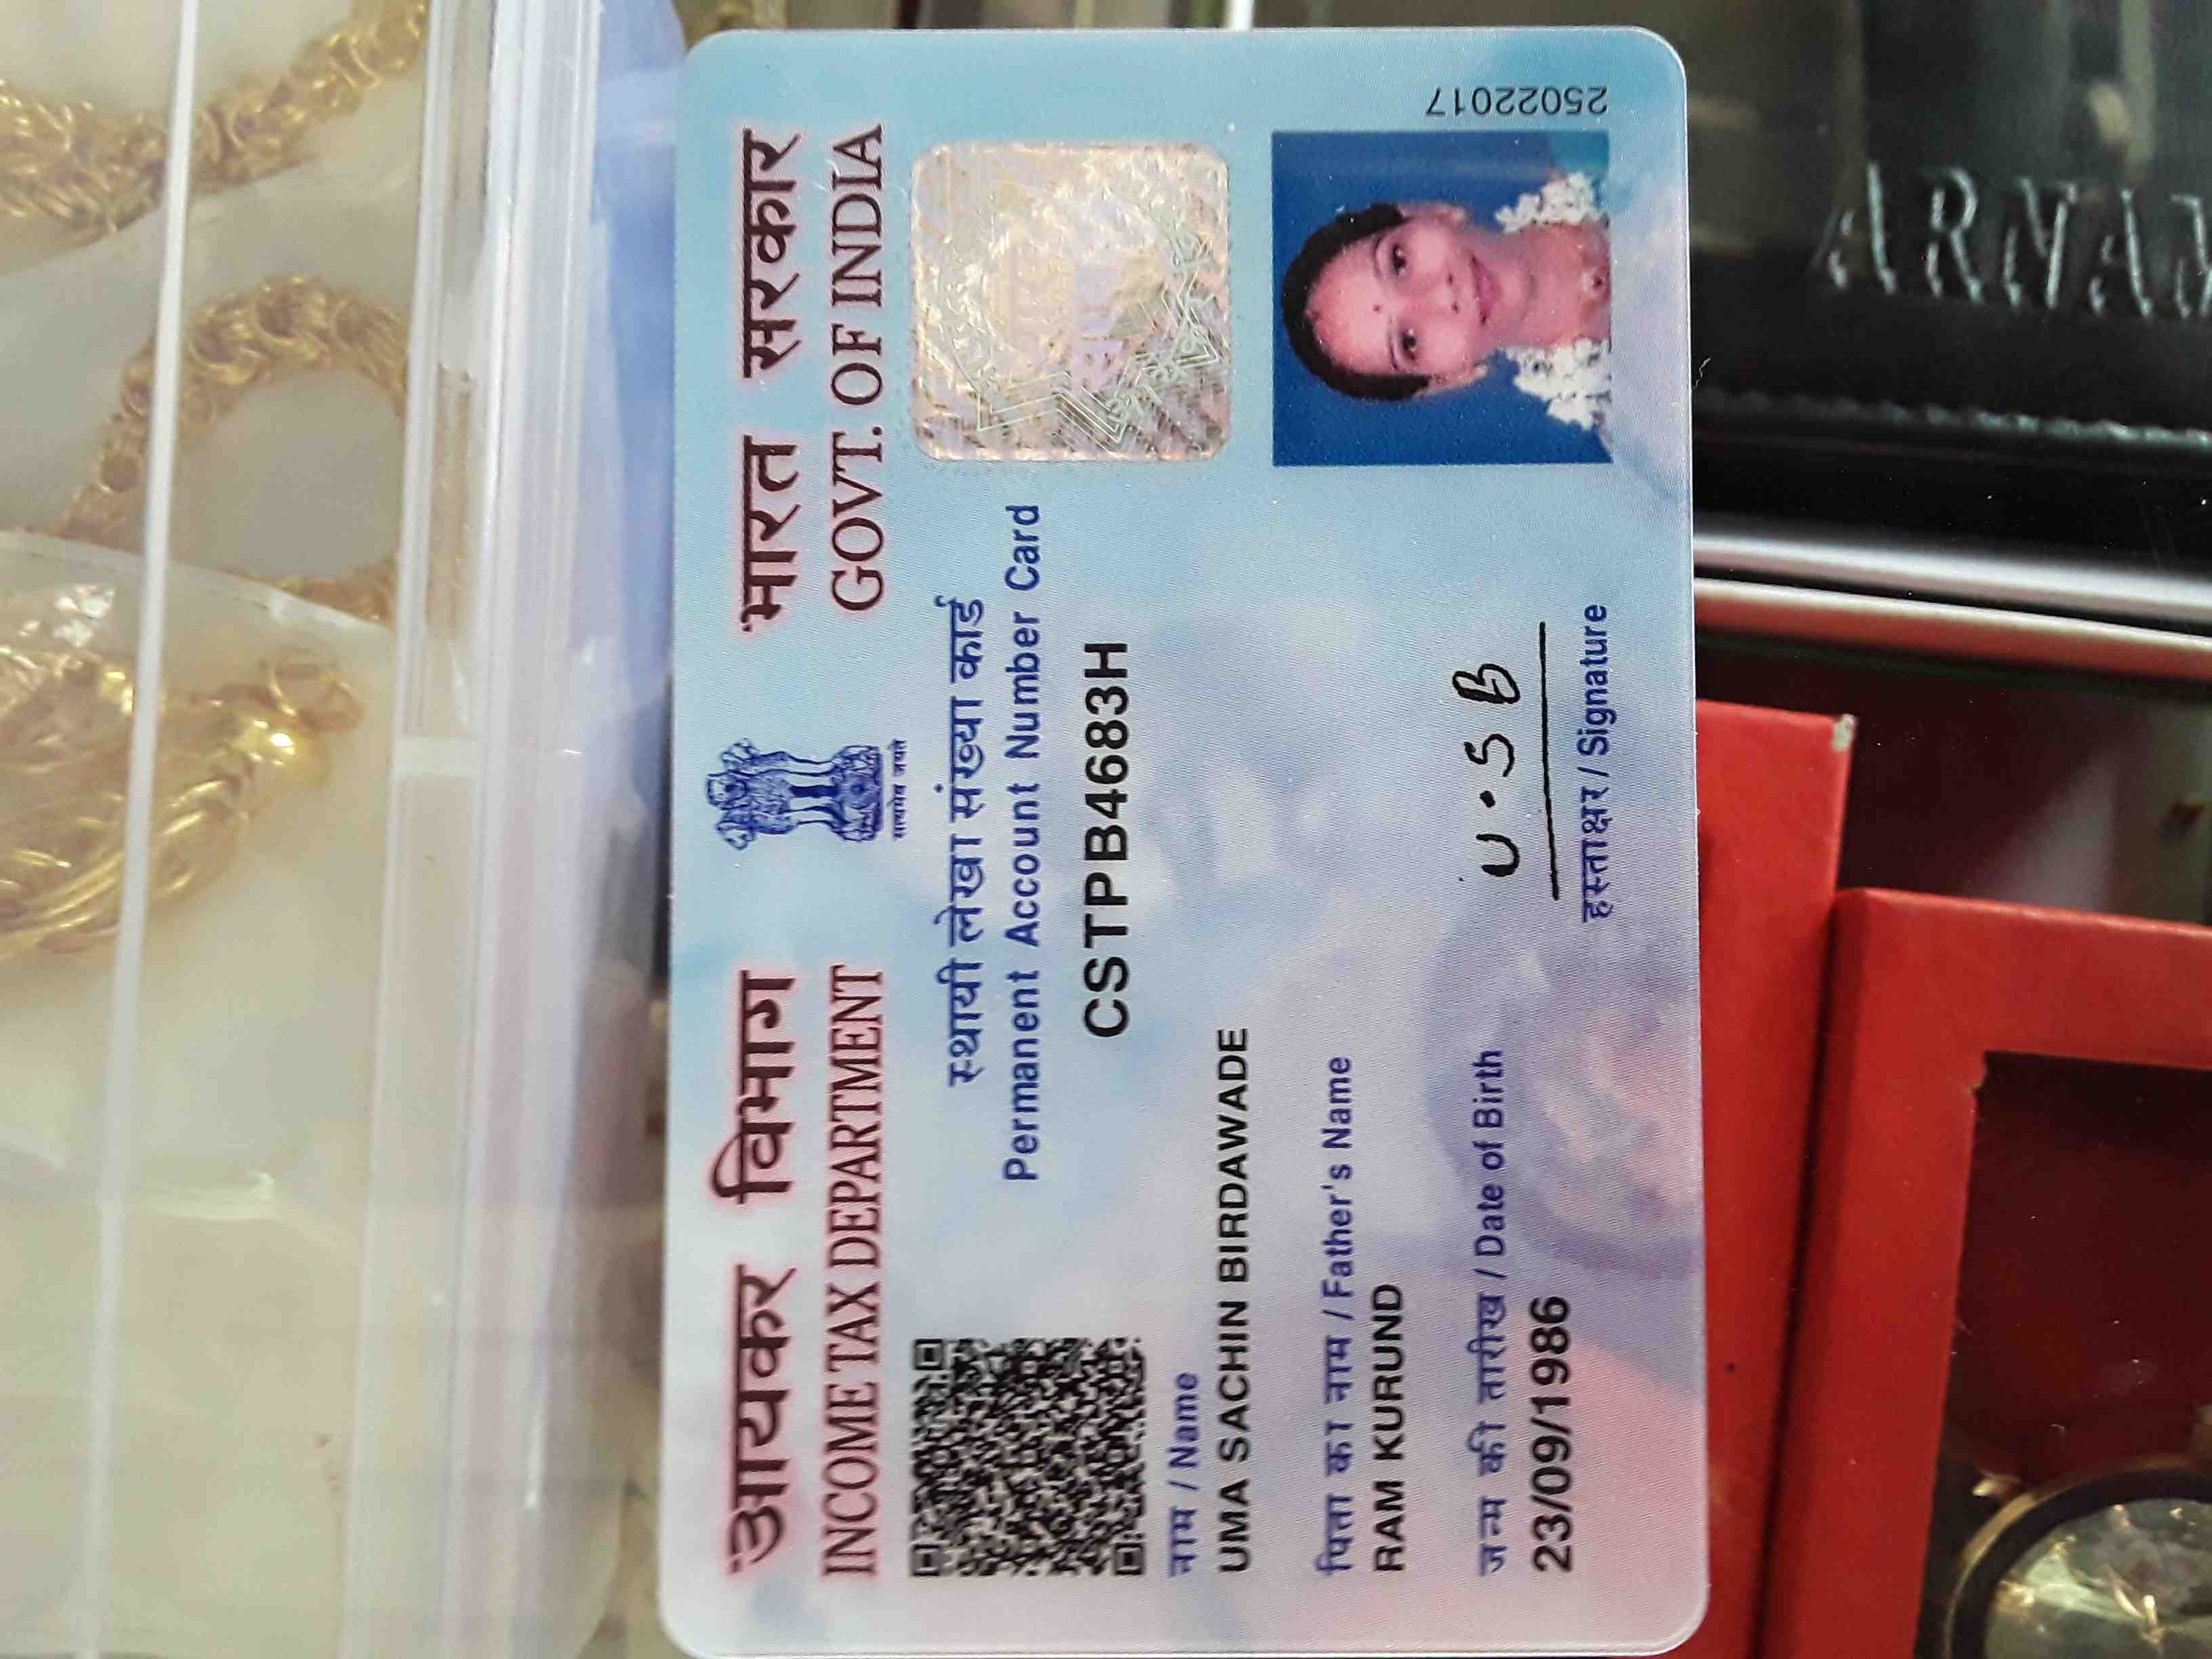 आयकर विभाग
INCOME TAX DEPARTMENT
सत्यमेव जयते
भारत सरकार
GOVT. OF INDIA
स्थायी लेखा संख्या कार्ड
Permanent Account Number Card
CSTPB4683H
नाम / Name
UMA SACHIN BIRDAWADE
पिता का नाम / Father's Name
RAM KURUND
जन्म की तारीख / Date of Birth
23/09/1986
U.SB
हस्ताक्षर / Signature
25022017